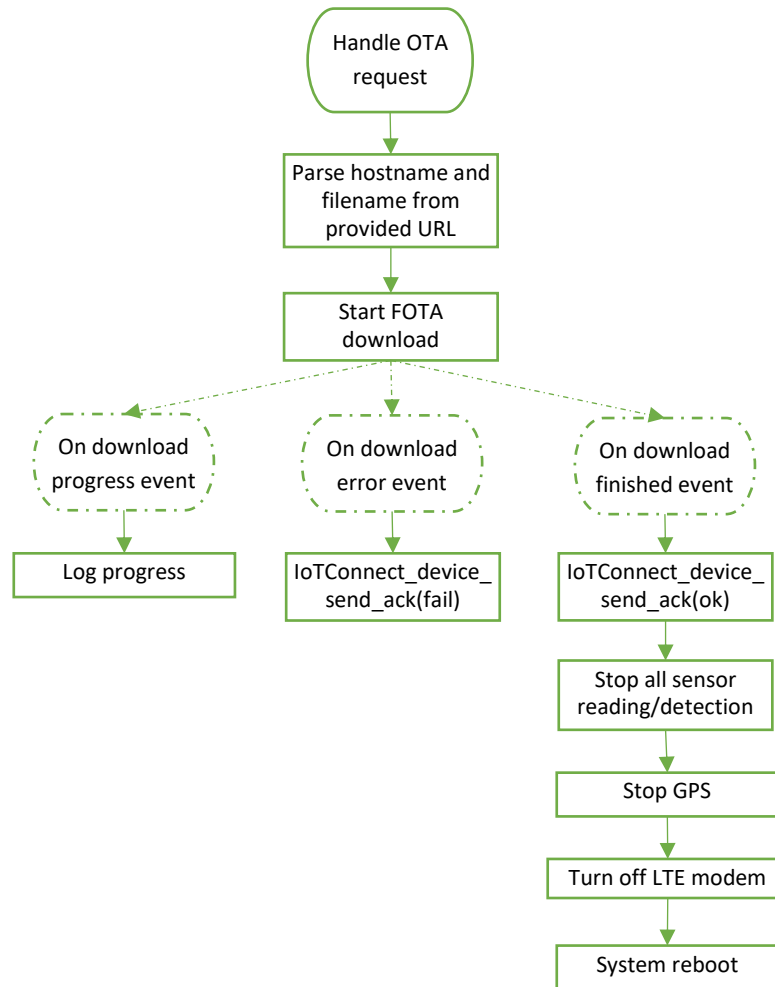 Handle OTA
request
Parse hostname and
filename from
provided URL
Start FOTA
download
On download
progress event
On download
error event
On download
finished event
Log progress
IoTConnect_device_
send_ack(fail)
IoTConnect_device_
send_ack(ok)
Stop all sensor
reading/detection
Stop GPS
Turn off LTE modem
System reboot